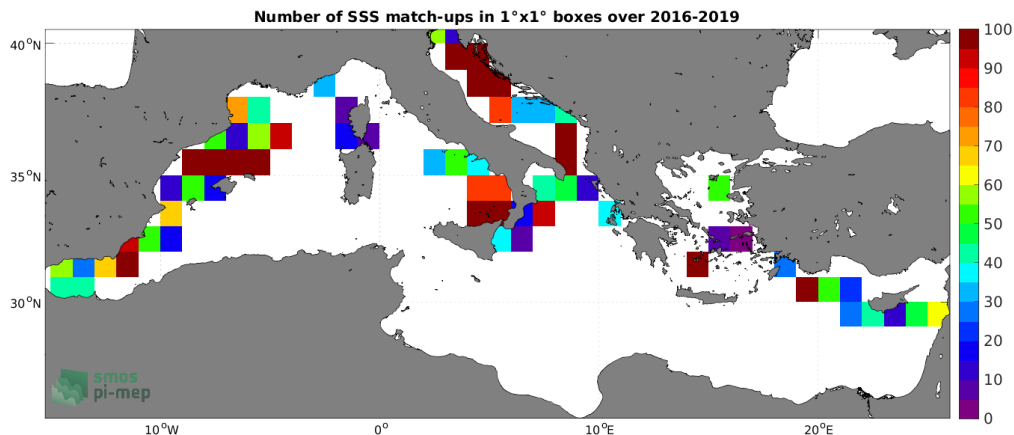 Number of SSS match-ups in 1°x1° boxes over 2016-2019
40°N
35°N
30°N
10°W
0°
10°E
20°E
100
90
80
70
60
50
40
30
20
10
0
smos
pi-mep